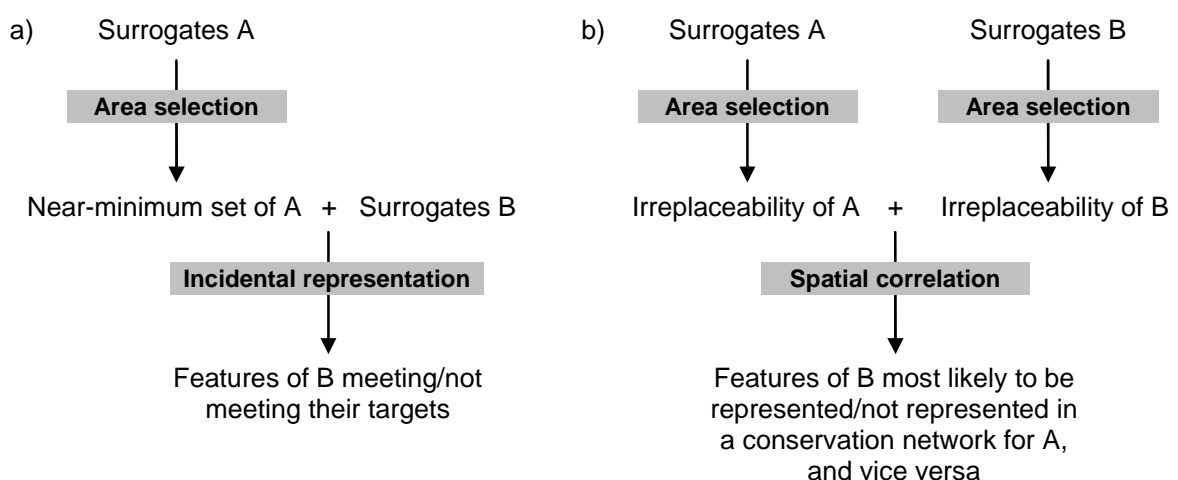 a) Surrogates A
Area selection
Near-minimum set of A + Surrogates B
Incidental representation
Features of B meeting/not
meeting their targets
b) Surrogates A Surrogates B
Area selection Area selection
Irreplaceability of A + Irreplaceability of B
Spatial correlation
Features of B most likely to be
represented/not represented in
a conservation network for A,
and vice versa